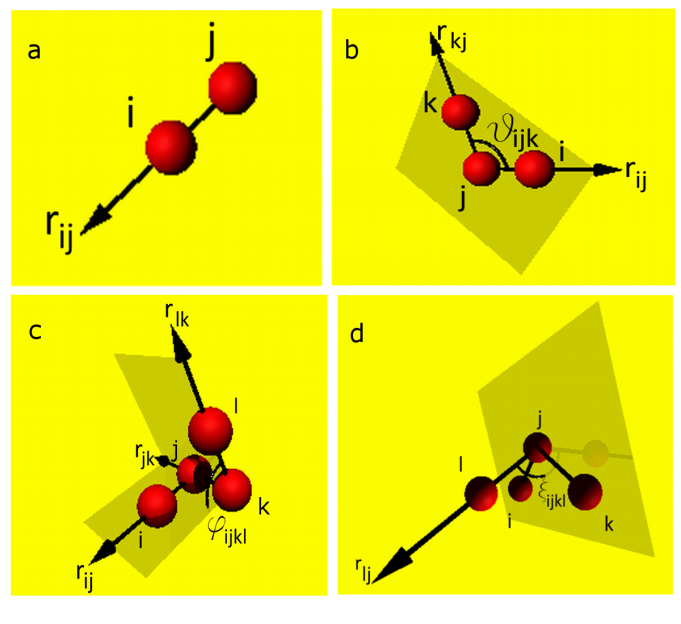 a
j
i
r_ij
b
r_kj
k
ϑ_ijk
i
r_ij
j
c
r_lk
l
r_jk
j
k
φ_ijkl
i
r_ij
d
j
l
i
ξ_ijkl
k
r_lj